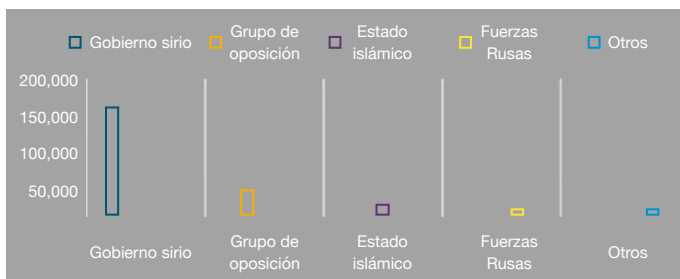 Gobierno sirio
Grupo de
oposición
Estado
islámico
Fuerzas
Rusas
Otros
200,000
150,000
100,000
50,000
Gobierno sirio
Grupo de
oposición
Estado
islámico
Fuerzas
Rusas
Otros